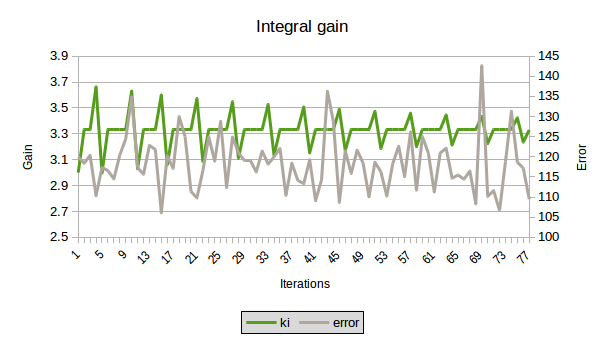 Integral gain
3.9 145
140
3.7 135
3.5 130
3.3 125
120
3.1 115
2.9 110
2.7 105
2.5 100
Gain
Error
1 5 9 13 17 21 25 29 33 37 41 45 49 53 57 61 65 69 73 77
Iterations
ki error